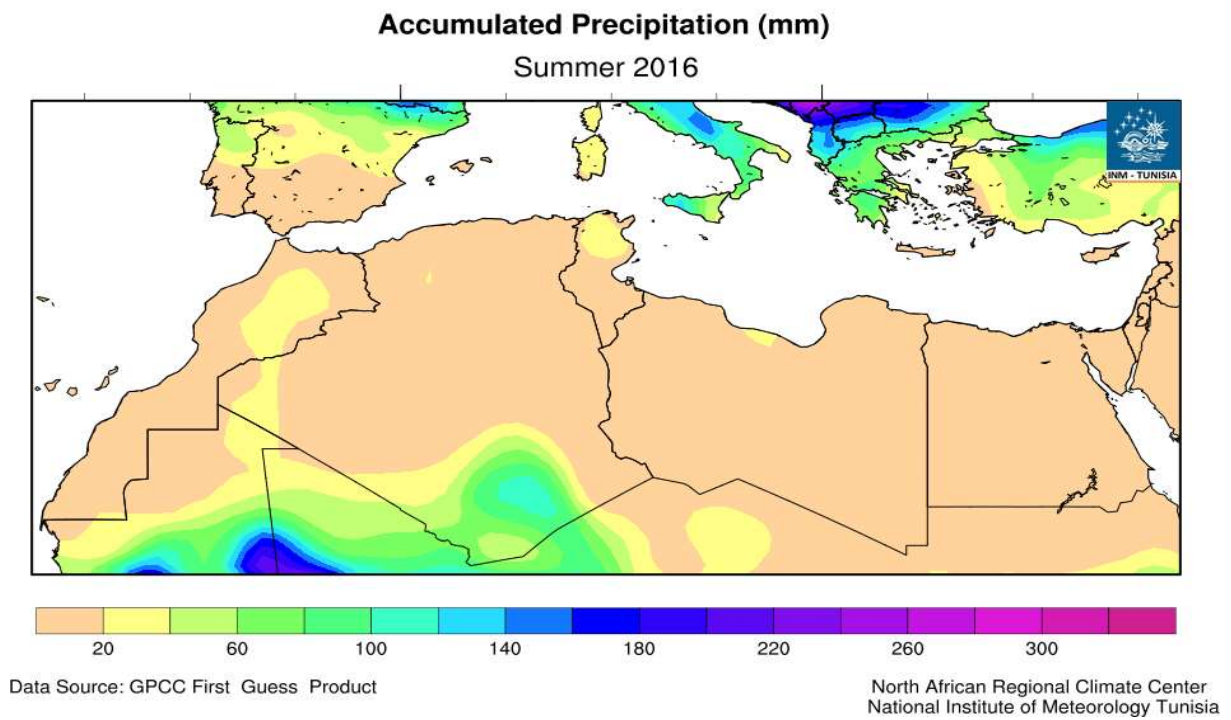 Accumulated Precipitation (mm)
Summer 2016
INM - TUNISIA
20 60 100 140 180 220 260 300
Data Source: GPCC First Guess Product
North African Regional Climate Center
National Institute of Meteorology Tunisia